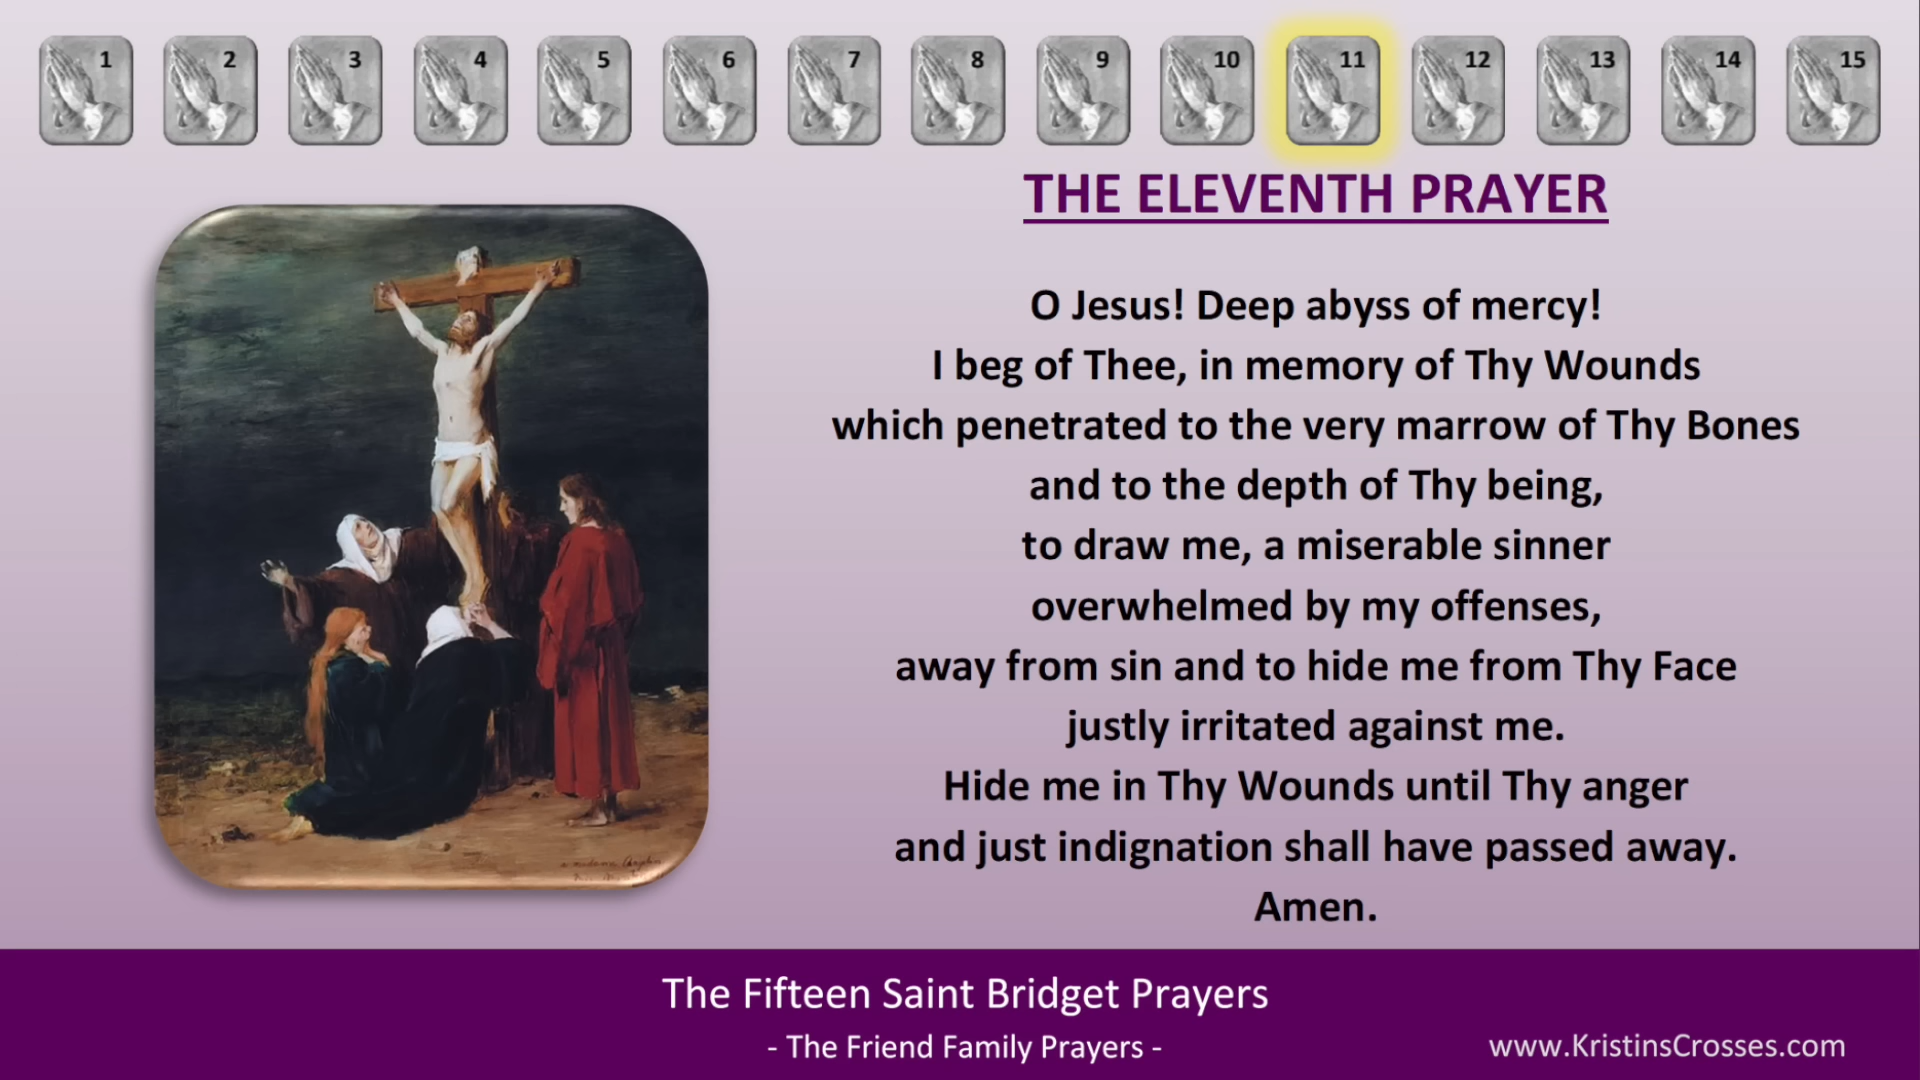 1 2 3 4 5 6 7 8 9 10 11 12 13 14 15
THE ELEVENTH PRAYER
O Jesus! Deep abyss of mercy!
I beg of Thee, in memory of Thy Wounds
which penetrated to the very marrow of Thy Bones
and to the depth of Thy being,
to draw me, a miserable sinner
overwhelmed by my offenses,
away from sin and to hide me from Thy Face
justly irritated against me.
Hide me in Thy Wounds until Thy anger
and just indignation shall have passed away.
Amen.
The Fifteen Saint Bridget Prayers
- The Friend Family Prayers -
www.KristinsCrosses.com